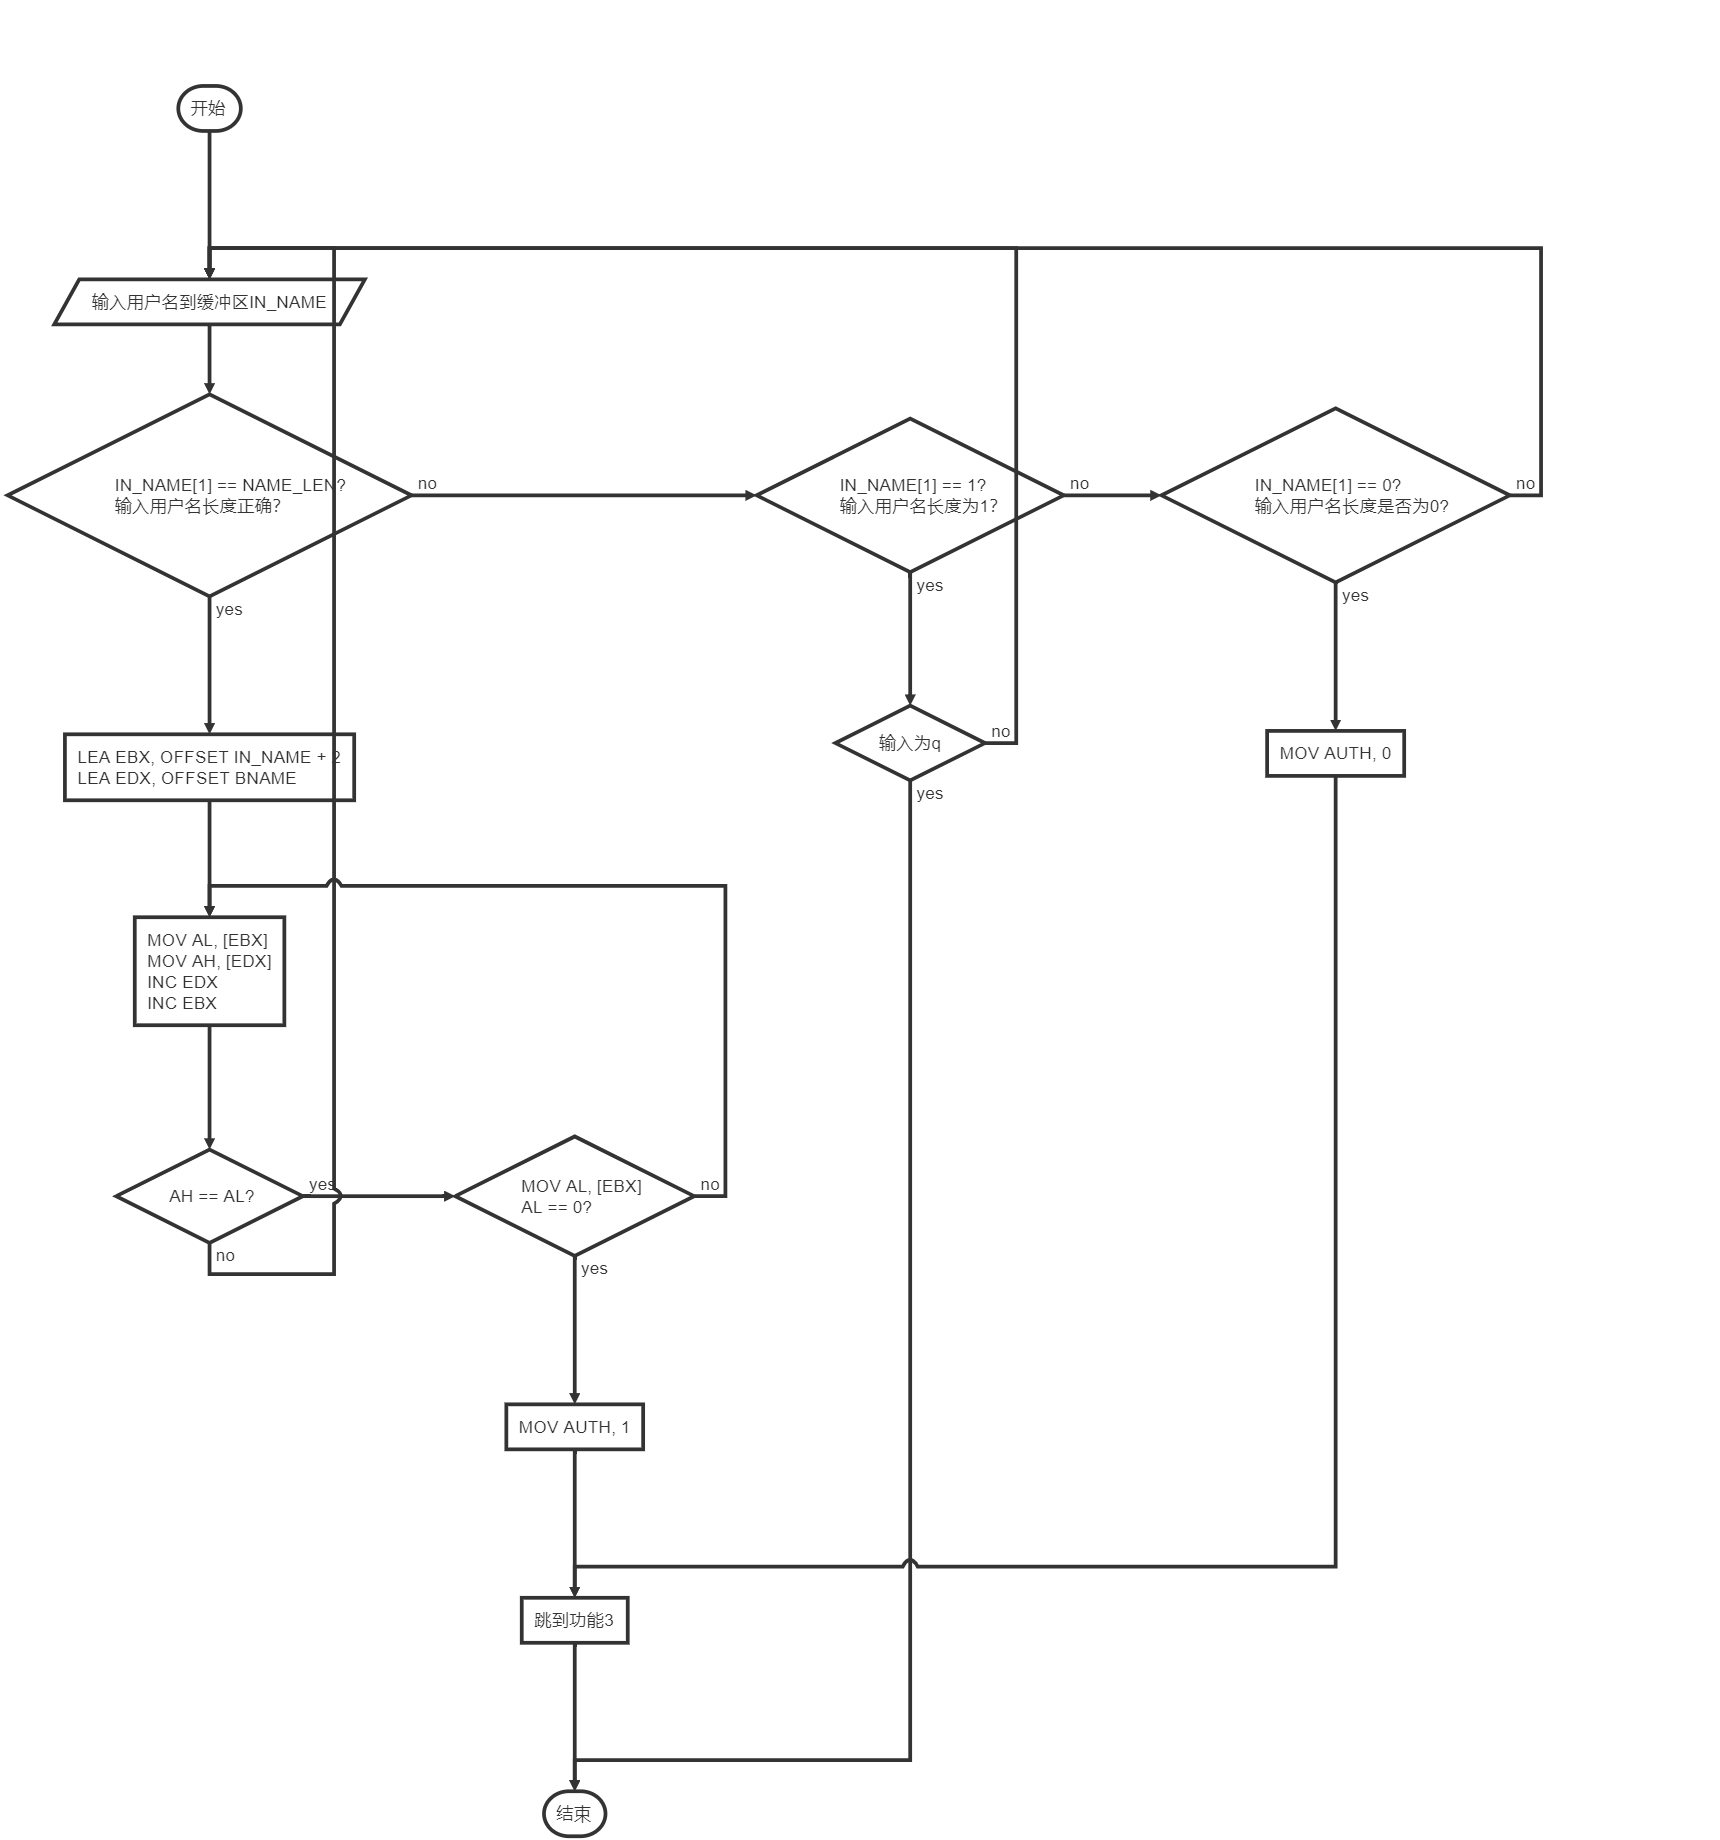 开始
输入用户名到缓冲区IN_NAME
IN_NAME[1] == NAME_LEN?
输入用户名长度正确?
no
IN_NAME[1] == 1?
输入用户名长度为1?
no
IN_NAME[1] == 0?
输入用户名长度是否为0?
no
yes
yes
yes
输入为q
no
yes
MOV AUTH, 0
LEA EBX, OFFSET IN_NAME + 2
LEA EDX, OFFSET BNAME
MOV AL, [EBX]
MOV AH, [EDX]
INC EDX
INC EBX
AH == AL?
yes
no
MOV AL, [EBX]
AL == 0?
no
yes
MOV AUTH, 1
跳到功能3
结束